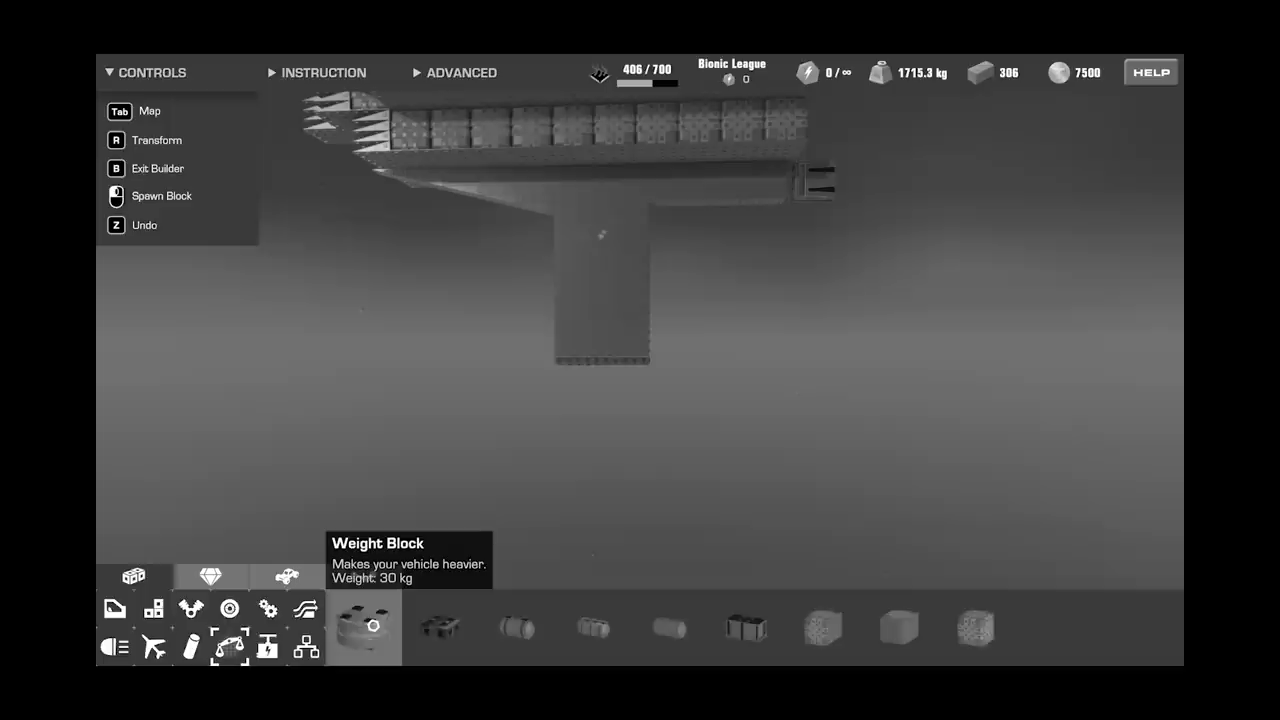 CONTROLS
INSTRUCTION
ADVANCED
406 / 700
Bionic League
0
0 / ∞
1715.3 kg
306
7500
HELP
Tab Map
R Transform
B Exit Builder
Spawn Block
Z Undo
Weight Block
Makes your vehicle heavier.
Weight: 30 kg